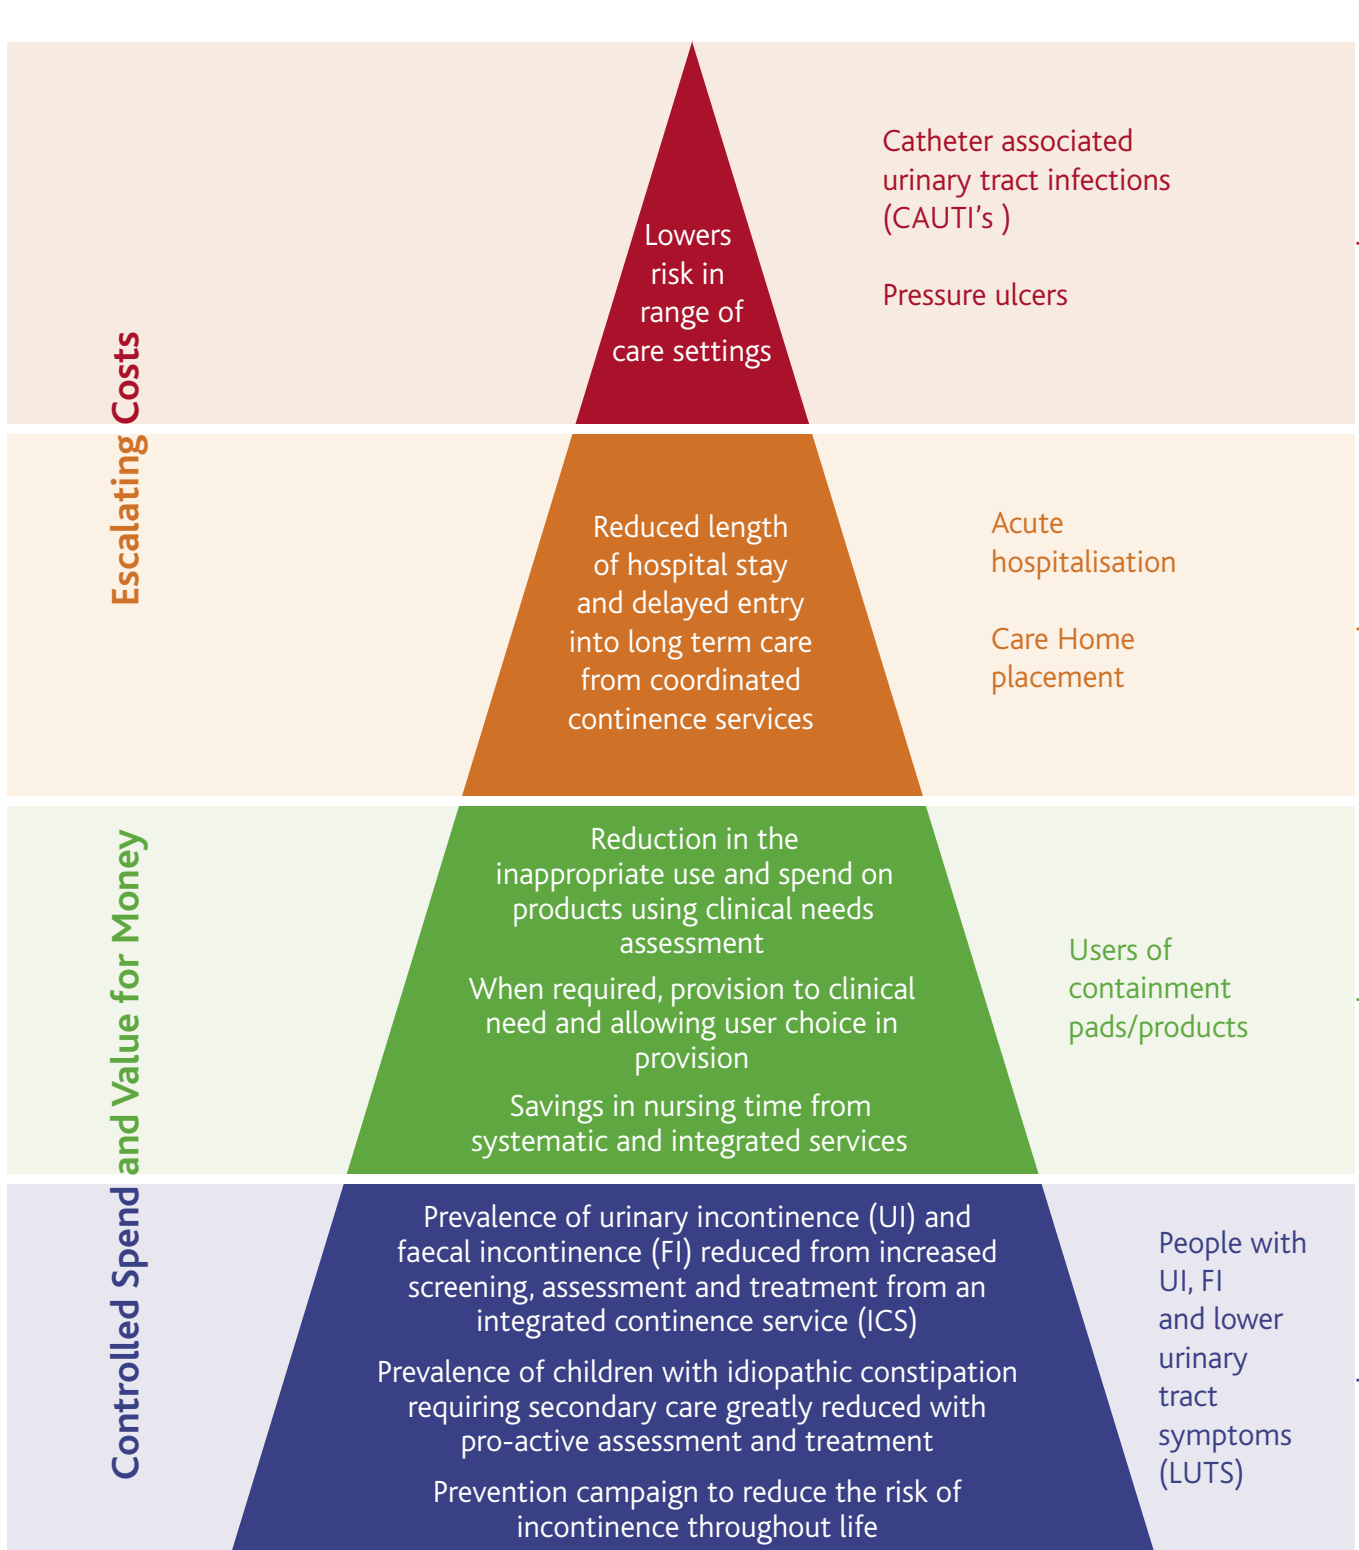 Lowers
risk in
range of
care settings
Catheter associated
urinary tract infections
(CAUTI's )
Pressure ulcers
Escalating Costs
Reduced length
of hospital stay
and delayed entry
into long term care
from coordinated
continence services
Acute
hospitalisation
Care Home
placement
Controlled Spend and Value for Money
Reduction in the
inappropriate use and spend on
products using clinical needs
assessment
When required, provision to clinical
need and allowing user choice in
provision
Savings in nursing time from
systematic and integrated services
Users of
containment
pads/products
Prevalence of urinary incontinence (UI) and
faecal incontinence (FI) reduced from increased
screening, assessment and treatment from an
integrated continence service (ICS)
Prevalence of children with idiopathic constipation
requiring secondary care greatly reduced with
pro-active assessment and treatment
Prevention campaign to reduce the risk of
incontinence throughout life
People with
UI, FI
and lower
urinary
tract
symptoms
(LUTS)